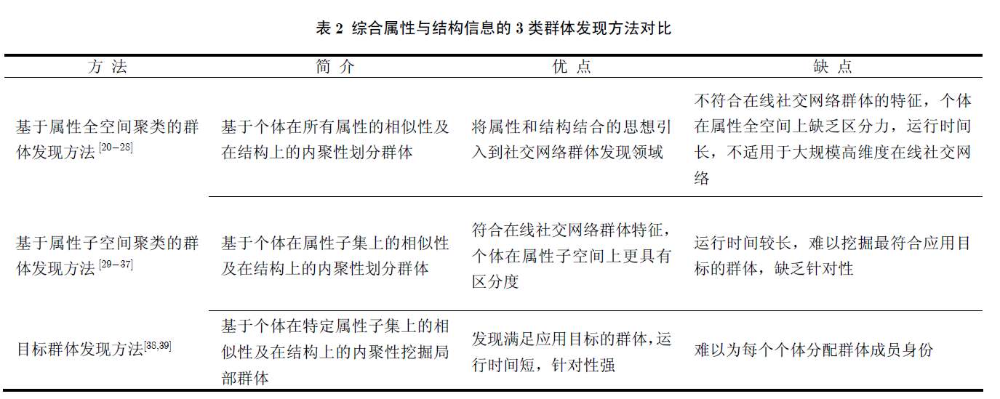 表 2 综合属性与结构信息的 3 类群体发现方法对比
方 法 简 介 优 点 缺 点
基于属性全空间聚类的群
体发现方法[20−28]
基于个体在所有属性的相似性及
在结构上的内聚性划分群体
将属性和结构结合的思想引
入到社交网络群体发现领域
不符合在线社交网络群体的特征，个体
在属性全空间上缺乏区分力，运行时间
长，不适用于大规模高维度在线社交网
络
基于属性子空间聚类的群
体发现方法[29−37]
基于个体在属性子集上的相似性
及在结构上的内聚性划分群体
符合在线社交网络群体特征，
个体在属性子空间上更具有
区分度
运行时间较长，难以挖掘最符合应用目
标的群体，缺乏针对性
目标群体发现方法[38,39]
基于个体在特定属性子集上的相
似性及在结构上的内聚性挖掘局
部群体
发现满足应用目标的群体，运
行时间短，针对性强
难以为每个个体分配群体成员身份